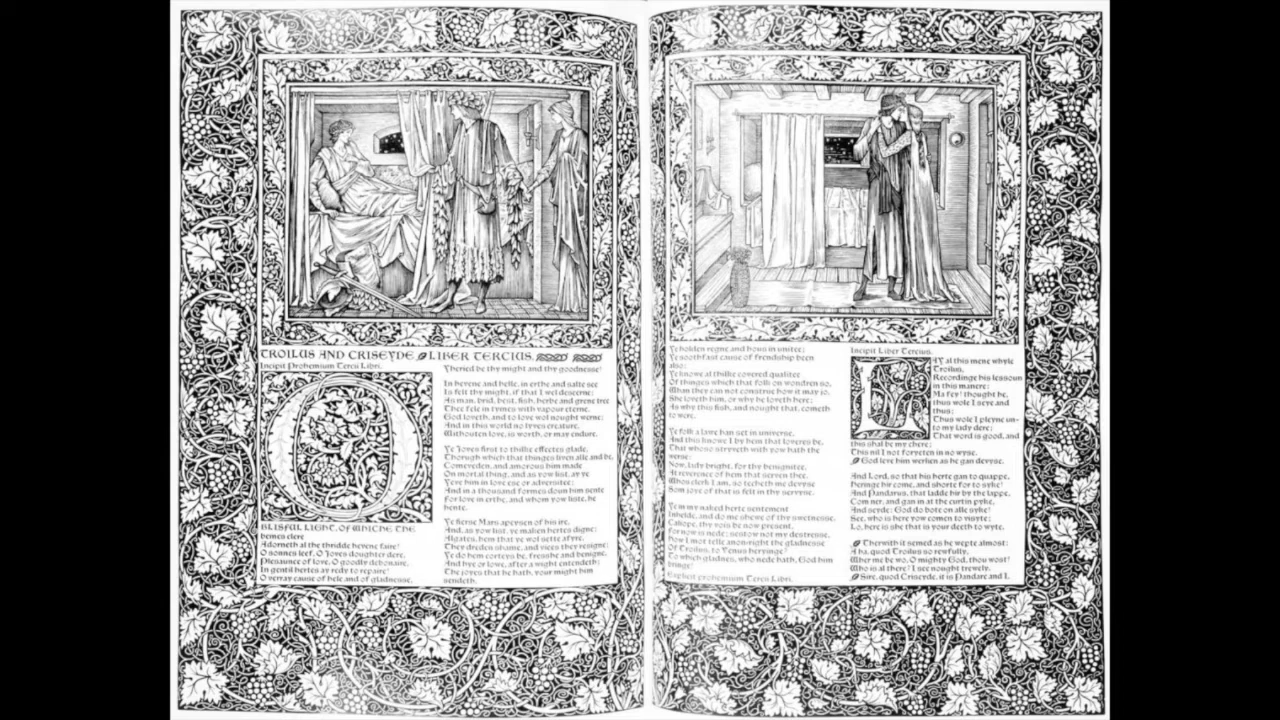 TROILUS AND CRISEYDE. LIBER TERCIUS.
Incipit Prohemium Tercii Libri.
O
BLISFUL LIGHT, OF WHICHE THE
bemes clere
Adorneth al the thridde hevene faire!
O sonnes leef, O Joves doughter dere,
Plesaunce of love, O goodly debonaire,
In gentil hertes ay redy to repaire!
O verray cause of hele and of gladnesse,
Yheried be thy might and thy goodnesse!
In hevene and helle, in erthe and salte see
Is felt thy might, if that I wel descerne;
As man, brid, best, fish, herbe and grene tree
Thee fele in tymes with vapour eterne.
God loveth, and to love wol nought werne;
And in this world no lyves creature,
Withouten love, is worth, or may endure.
Ye Joves first to thilke effectes glade,
Thorugh which that thinges liven alle and be,
Comeveden, and amorous him made
On mortal thing, and as yow list, ay ye
Yeve him in love ese or adversitee;
And in a thousand formes doun him sente
For love in erthe, and whom yow liste, he
hente.
Ye fierse Mars apeysen of his ire,
And, as yow list, ye maken hertes digne;
Algates, hem that ye wol sette afyre,
They dreden shame, and vices they resigne;
Ye do hem corteys be, fresshe and benigne,
And hye or lowe, after a wight entendeth;
The joyes that he hath, your might him
sendeth.
Ye holden regne and hous in unitee;
Ye soothfast cause of frendship been
also;
Ye knowe al thilke covered qualitee
Of thinges which that folk on wondren so,
Whan they can not construe how it may jo,
She loveth him, or why he loveth here;
As why this fish, and nought that, cometh
to were.
Ye folk a lawe han set in universe,
And this knowe I by hem that loveres be,
That whoso stryveth with yow hath the
werse:
Now, lady bright, for thy benignitee,
At reverence of hem that serven thee,
Whos clerk I am, so techeth me devyse
Som joye of that is felt in thy servyse.
Ye in my naked herte sentement
Inhelde, and do me shewe of thy swetnesse.
Caliope, thy vois be now present,
For now is nede; sestow not my destresse,
How I mot telle anon-right the gladnesse
Of Troilus, to Venus heryinge?
To which gladnes, who nede hath, God him
bringe!
Explicit prohemium Tercii Libri.
Incipit Liber Tercius.
LAY al this mene whyle
Troilus,
Recordinge his lessoun
in this manere:
Ma fey! thought he,
thus wole I seye and
thus;
Thus wole I pleyne un-
to my lady dere;
That word is good, and
this shal be my chere;
This nil I not foryeten in no wyse.
God leve him werken as he gan devyse.
And Lord, so that his herte gan to quappe,
Heringe hir come, and shorte for to syke!
And Pandarus, that ladde hir by the lappe,
Com ner, and gan in at the curtin pyke,
And seyde: God do bote on alle syke!
See, who is here yow comen to visyte;
Lo, here is she that is your deeth to wyte.
Therwith it semed as he wepte almost:
A ha, quod Troilus so rewfully,
Wher me be wo, O mighty God, thou wost!
Who is al there? I see nought trewely.
Sire, quod Criseyde, it is Pandare and I.